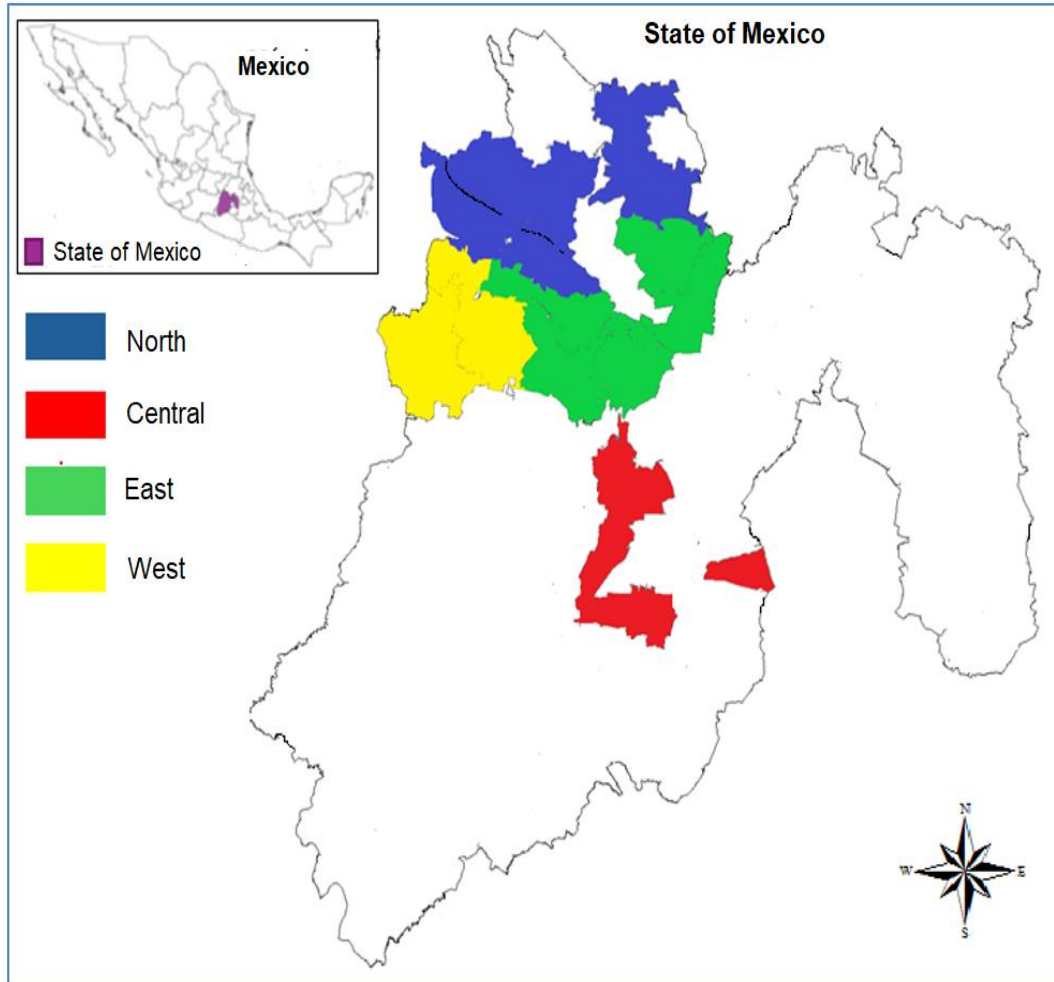 State of Mexico
Mexico
State of Mexico
North
Central
East
West
N
W
E
S